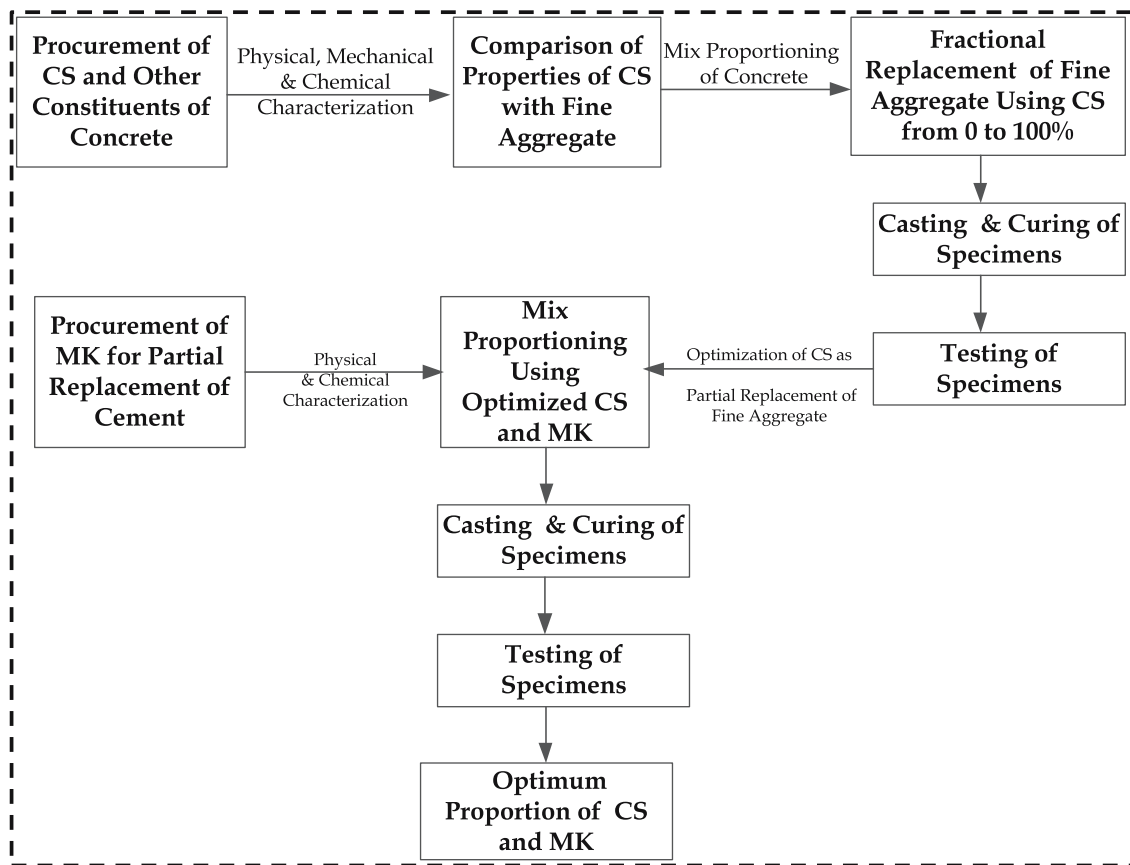 Procurement of
CS and Other
Constituents of
Concrete
Physical, Mechanical
& Chemical
Characterization
Comparison of
Properties of CS
with Fine
Aggregate
Mix Proportioning
of Concrete
Fractional
Replacement of Fine
Aggregate Using CS
from 0 to 100%
Casting & Curing of
Specimens
Testing of
Specimens
Optimization of CS as
Partial Replacement of
Fine Aggregate
Procurement of
MK for Partial
Replacement of
Cement
Physical
& Chemical
Characterization
Mix
Proportioning
Using
Optimized CS
and MK
Casting & Curing of
Specimens
Testing of
Specimens
Optimum
Proportion of CS
and MK